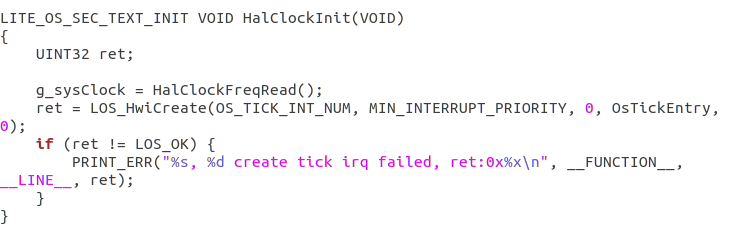 LITE_OS_SEC_TEXT_INIT VOID HalClockInit(VOID)
{
    UINT32 ret;

    g_sysClock = HalClockFreqRead();
    ret = LOS_HwiCreate(OS_TICK_INT_NUM, MIN_INTERRUPT_PRIORITY, 0, OsTickEntry,
0);
    if (ret != LOS_OK) {
        PRINT_ERR("%s, %d create tick irq failed, ret:0x%x\n", __FUNCTION__,
__LINE__, ret);
    }
}